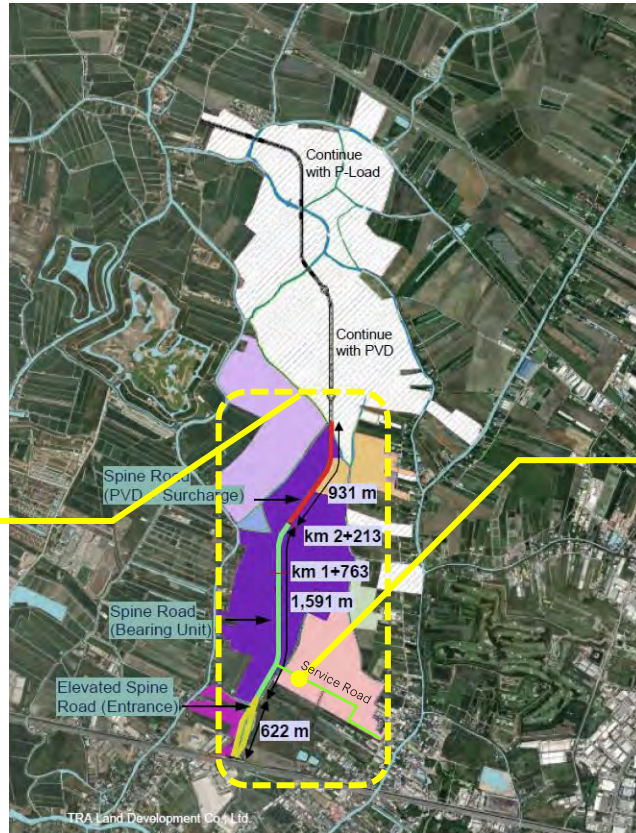 Continue
with P-Load
Continue
with PVD
Spine Road
(PVD Surcharge)
931 m
km 2+213
km 1+763
1,591 m
Spine Road
(Bearing Unit)
Service Road
Elevated Spine
Road (Entrance)
622 m
TRA Land Development Co., Ltd.